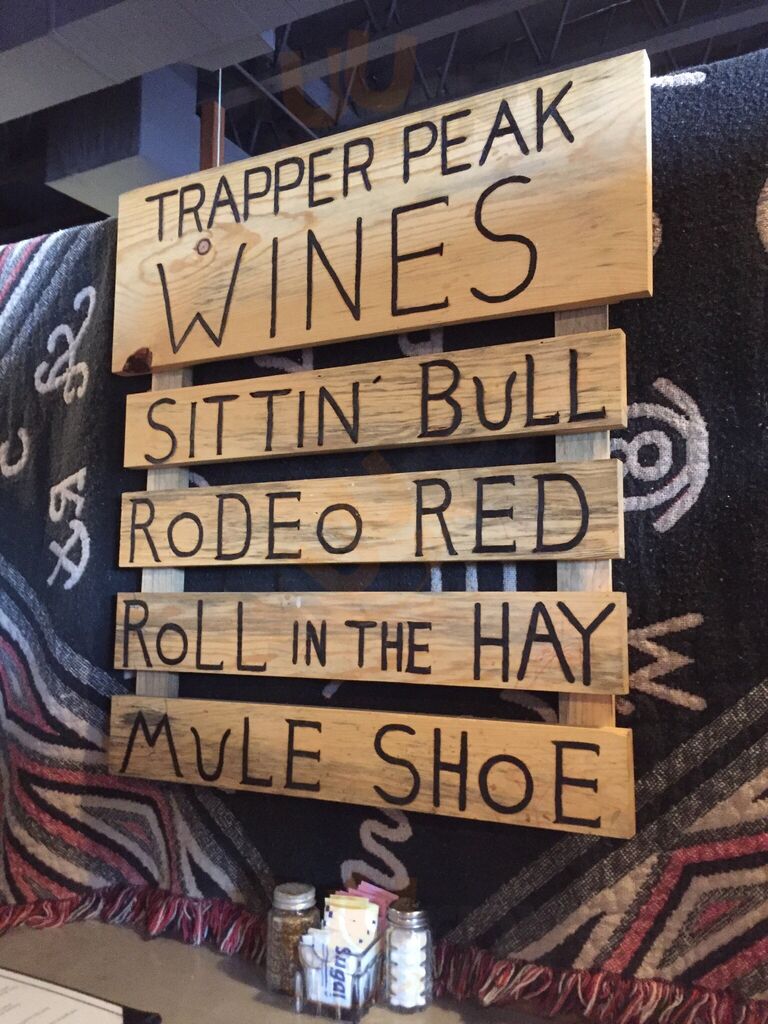 TRAPPER PEAK
WINES
SITTIN' BULL
RODEO RED
ROLL IN THE HAY
MULE SHOE
Sugar